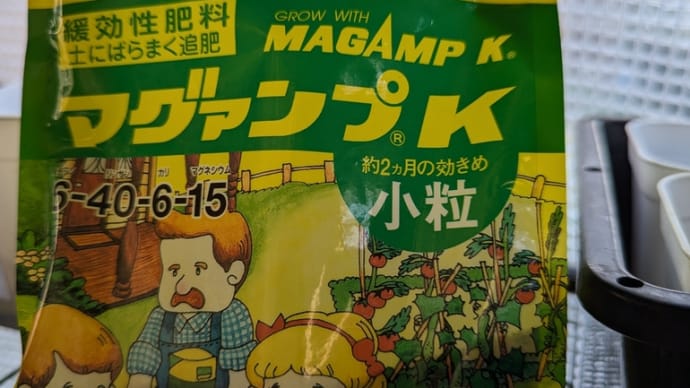 緩効性肥料
土にばらまく追肥
GROW WITH
MAGAMP K®
マグァンプ®K
約2ヵ月の効きめ
小粒
カリ マグネシウム
6-40-6-15